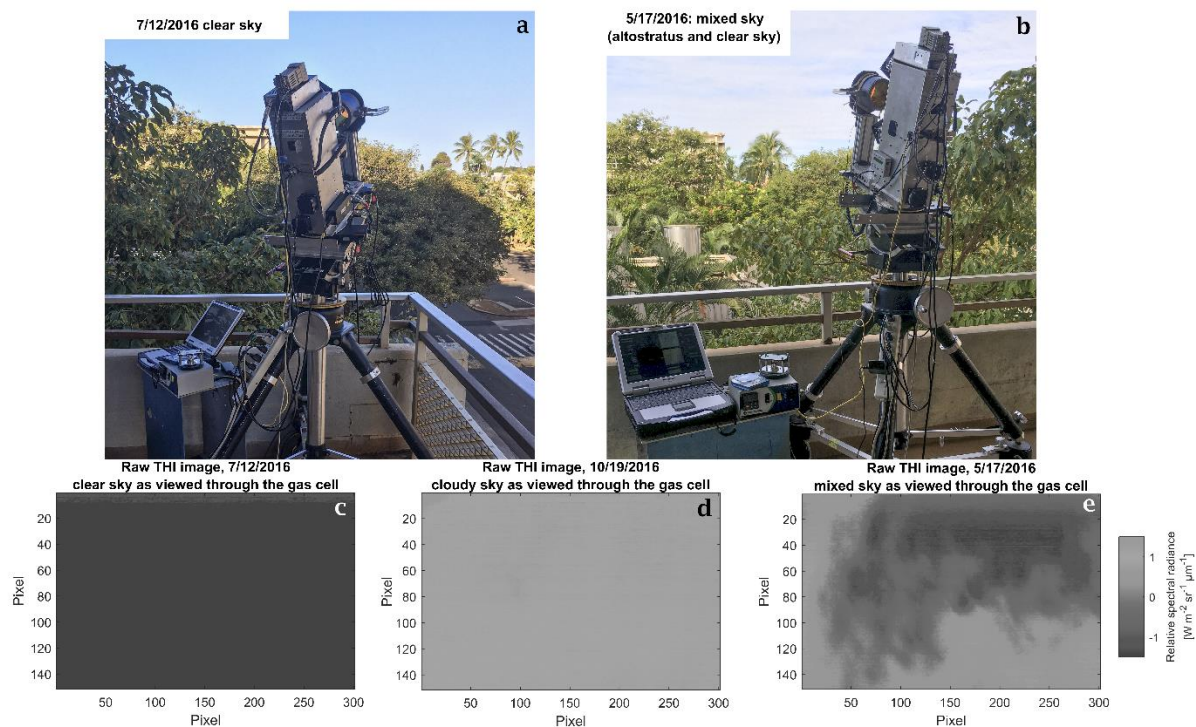 7/12/2016 clear sky
a
5/17/2016: mixed sky
(altostratus and clear sky)
b
Raw THI image, 7/12/2016
clear sky as viewed through the gas cell
c
20
40
60
80
100
120
140
Pixel
50
100
150
200
250
300
Pixel
Raw THI image, 10/19/2016
cloudy sky as viewed through the gas cell
d
20
40
60
80
100
120
140
Pixel
50
100
150
200
250
300
Pixel
Raw THI image, 5/17/2016
mixed sky as viewed through the gas cell
e
20
40
60
80
100
120
140
Pixel
50
100
150
200
250
300
Pixel
1
0
-1
Relative spectral radiance
[W m⁻² sr⁻¹ µm⁻¹]